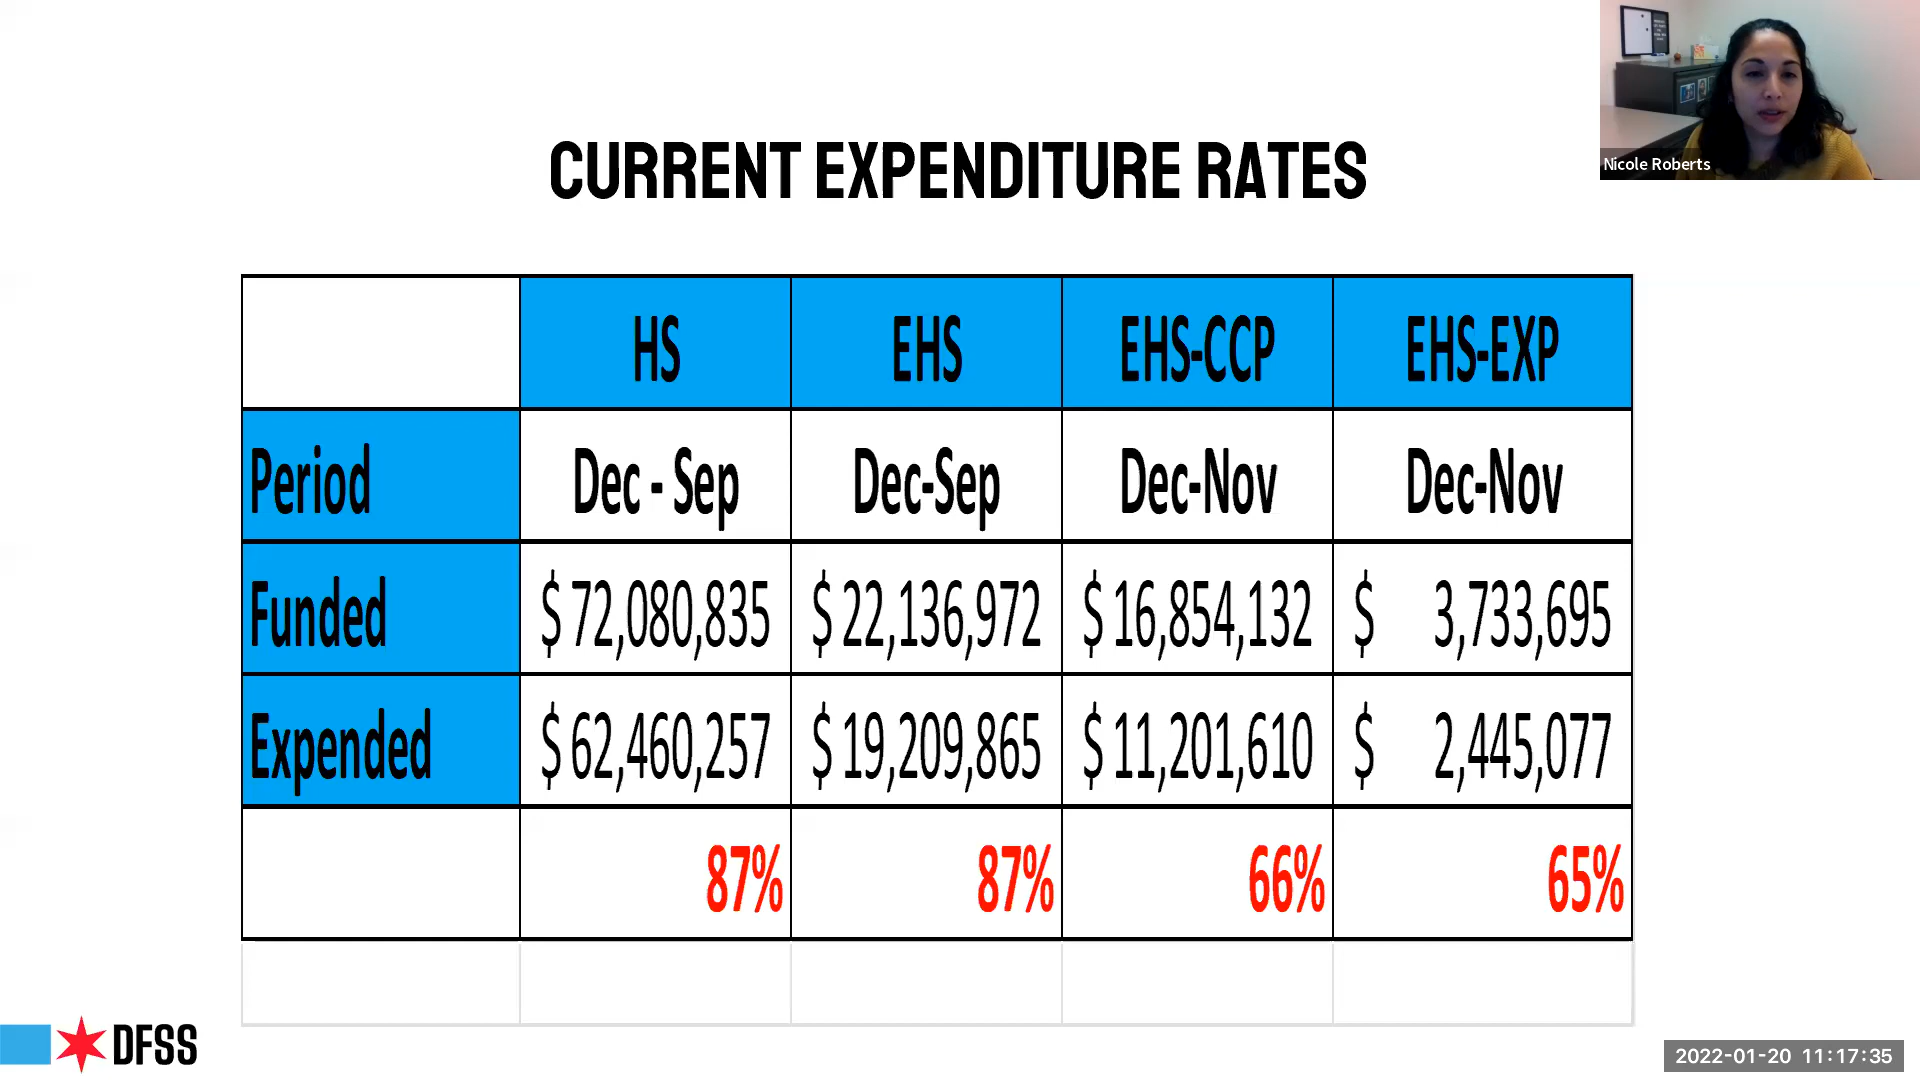 Nicole Roberts
CURRENT EXPENDITURE RATES
HS EHS EHS-CCP EHS-EXP
Period Dec - Sep Dec-Sep Dec-Nov Dec-Nov
Funded $ 72,080,835 $ 22,136,972 $ 16,854,132 $ 3,733,695
Expended $ 62,460,257 $ 19,209,865 $ 11,201,610 $ 2,445,077
87% 87% 66% 65%
DFSS
2022-01-20 11:17:35